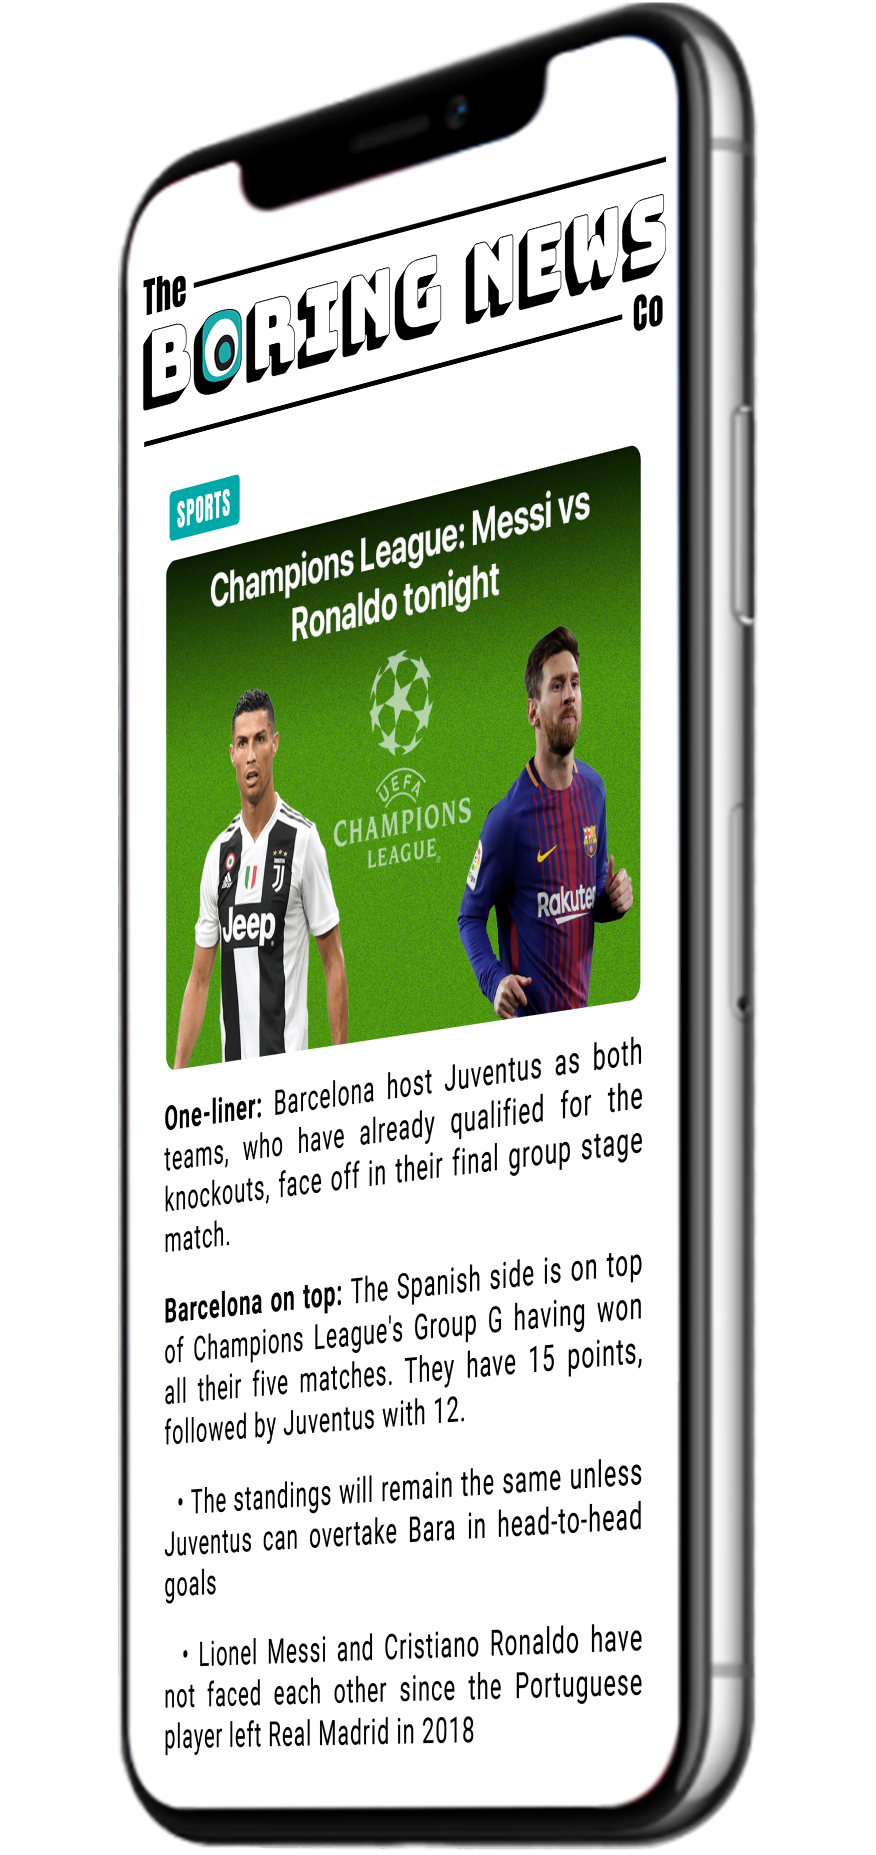 The
BORING NEWS
Co
SPORTS
Champions League: Messi vs
Ronaldo tonight
UEFA
CHAMPIONS
LEAGUE
Jeep
Rakuten
One-liner: Barcelona host Juventus as both
teams, who have already qualified for the
knockouts, face off in their final group stage
match.
Barcelona on top: The Spanish side is on top
of Champions League's Group G having won
all their five matches. They have 15 points,
followed by Juventus with 12.
• The standings will remain the same unless
Juventus can overtake Bara in head-to-head
goals
• Lionel Messi and Cristiano Ronaldo have
not faced each other since the Portuguese
player left Real Madrid in 2018